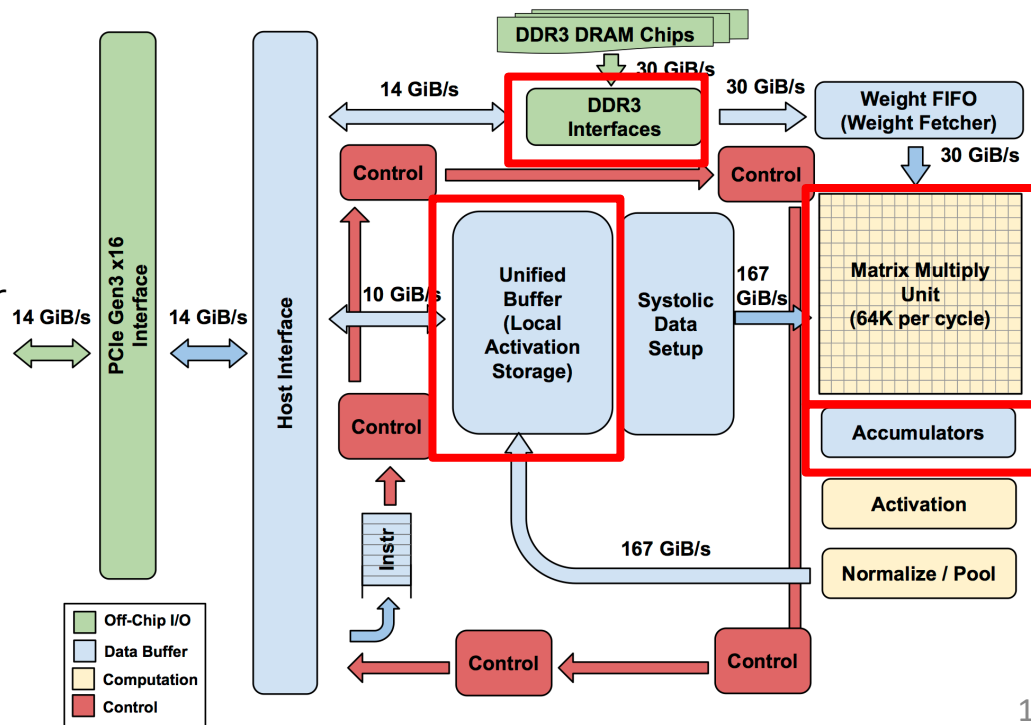 DDR3 DRAM Chips
30 GiB/s
14 GiB/s
DDR3
Interfaces
30 GiB/s
Weight FIFO
(Weight Fetcher)
30 GiB/s
Control
Control
PCIe Gen3 x16
Interface
14 GiB/s
14 GiB/s
Host Interface
10 GiB/s
Unified
Buffer
(Local
Activation
Storage)
Systolic
Data
Setup
167
GiB/s
Matrix Multiply
Unit
(64K per cycle)
Control
Accumulators
Activation
Instr
167 GiB/s
Normalize / Pool
Off-Chip I/O
Data Buffer
Computation
Control
Control
Control
1